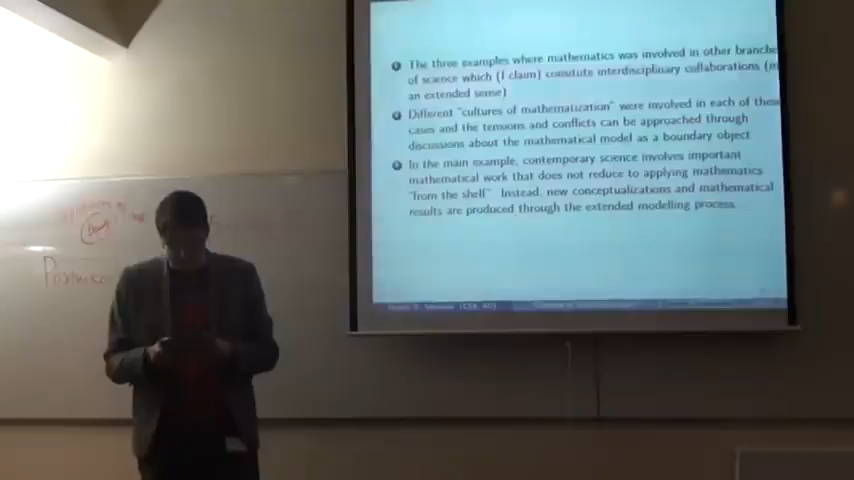 The three examples where mathematics was involved in other branche
of science which (I claim) consitute interdisciplinary collaborations (in
an extended sense)
Different "cultures of mathematization" were involved in each of these
cases and the tensions and conflicts can be approached through
discussions about the mathematical model as a boundary object
In the main example, contemporary science involves important
mathematical work that does not reduce to applying mathematics
"from the shelf" Instead, new conceptualizations and mathematical
results are produced through the extended modelling process.